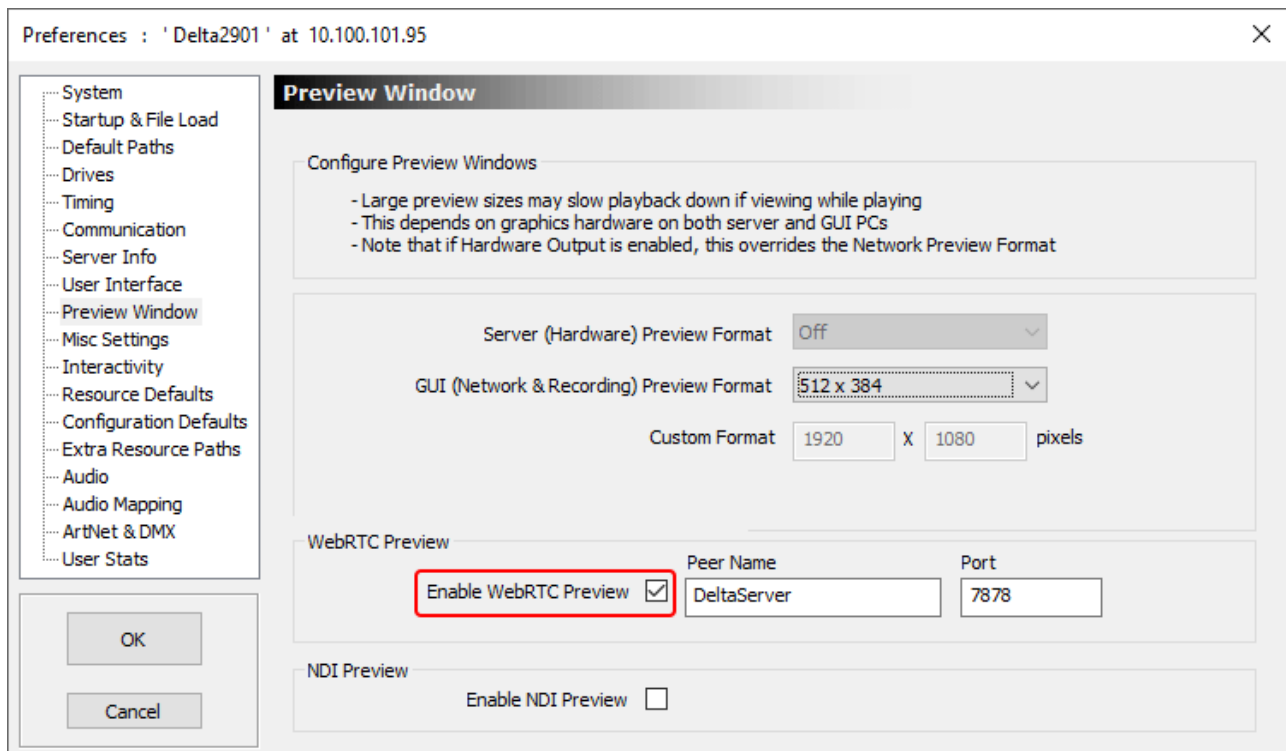 Preferences : 'Delta2901' at 10.100.101.95
System
Startup & File Load
Default Paths
Drives
Timing
Communication
Server Info
User Interface
Preview Window
Misc Settings
Interactivity
Resource Defaults
Configuration Defaults
Extra Resource Paths
Audio
Audio Mapping
ArtNet & DMX
User Stats
OK
Cancel
Preview Window
Configure Preview Windows
- Large preview sizes may slow playback down if viewing while playing
- This depends on graphics hardware on both server and GUI PCs
- Note that if Hardware Output is enabled, this overrides the Network Preview Format
Server (Hardware) Preview Format Off
GUI (Network & Recording) Preview Format 512 x 384
Custom Format 1920 X 1080 pixels
WebRTC Preview
Peer Name Port
Enable WebRTC Preview DeltaServer 7878
NDI Preview
Enable NDI Preview